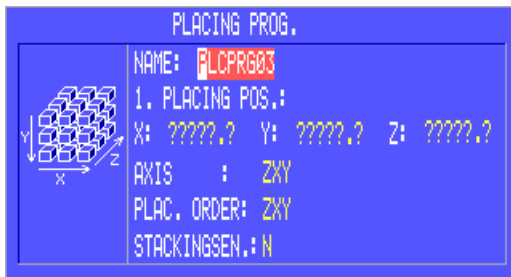 PLACING PROG.
NAME: PLCPRG03
1. PLACING POS.:
X: ?????.? Y: ?????.? Z: ?????.?
AXIS : ZXY
PLAC. ORDER: ZXY
STACKINGSEN.: N
Y
Z
X